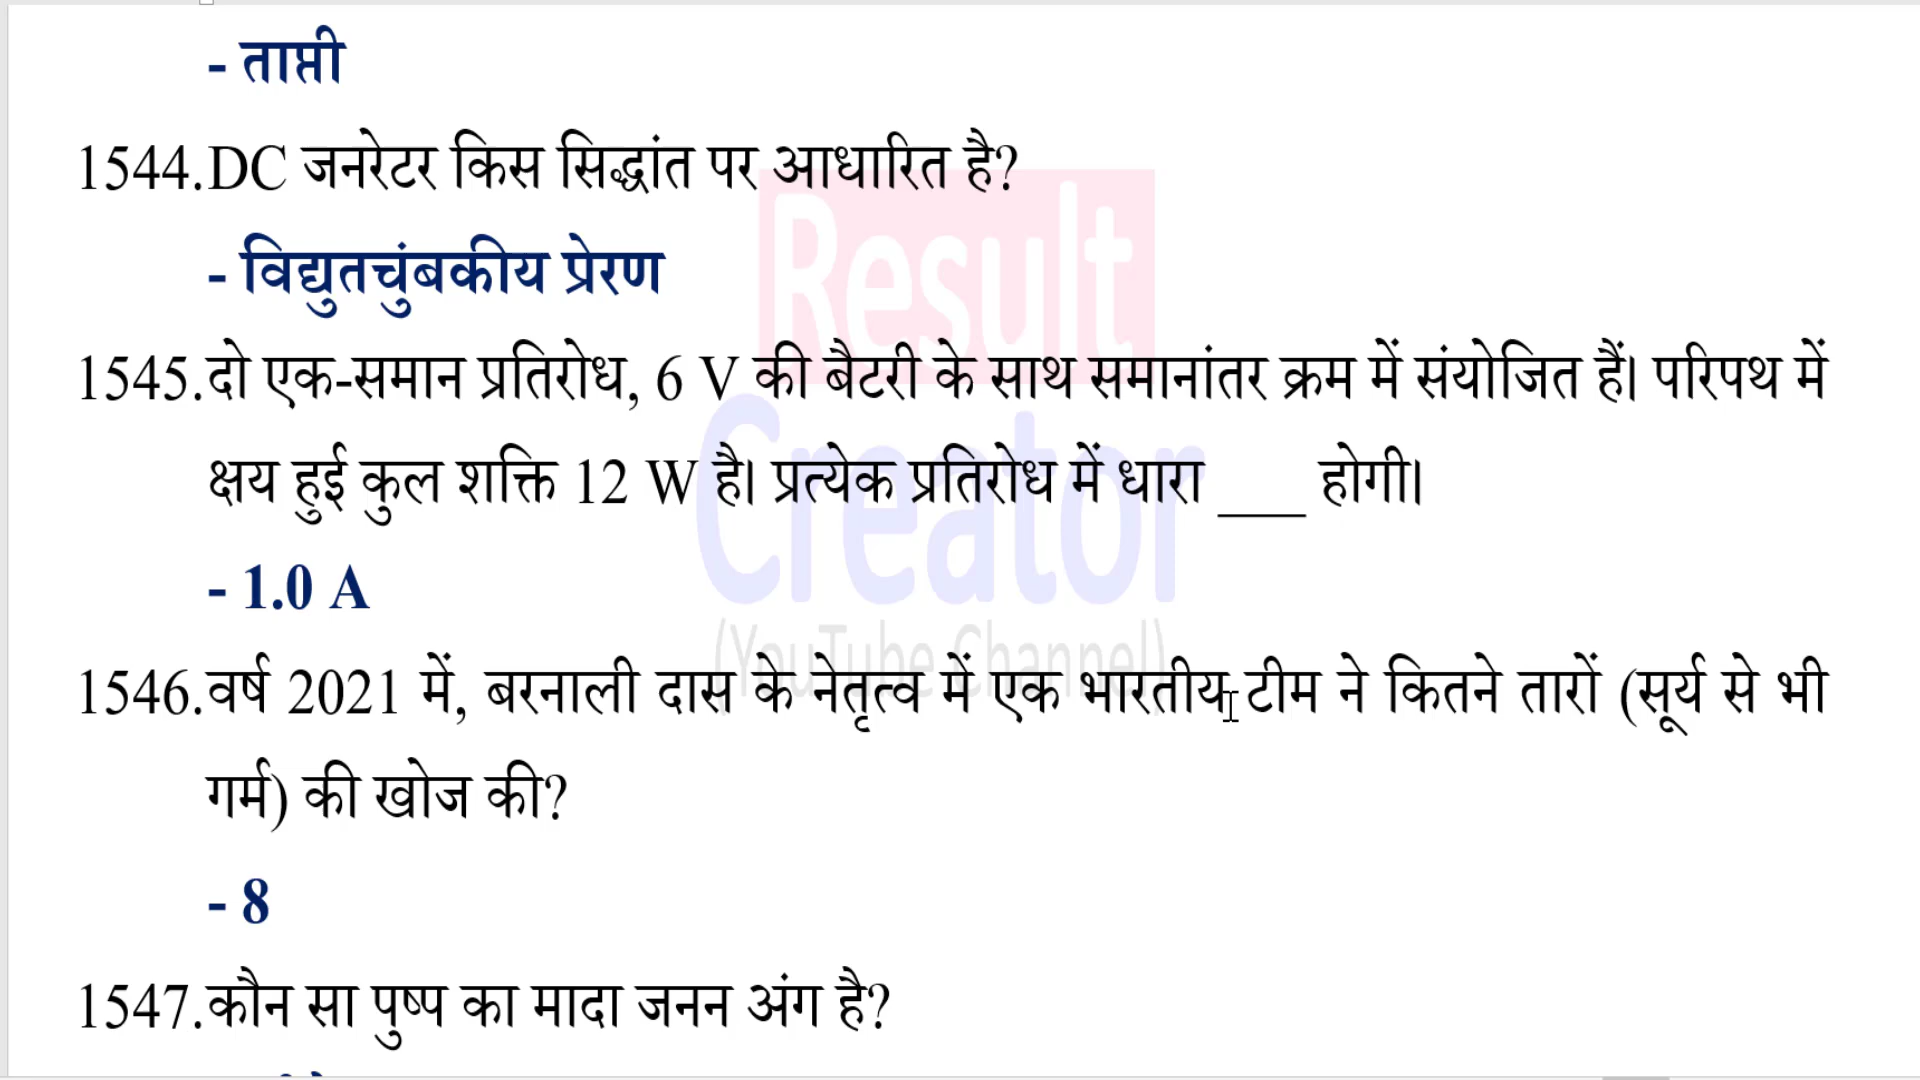 - ताप्ती
1544.DC जनरेटर किस सिद्धांत पर आधारित है?
- विद्युतचुंबकीय प्रेरण
1545.दो एक-समान प्रतिरोध, 6 V की बैटरी के साथ समानांतर क्रम में संयोजित हैं। परिपथ में
क्षय हुई कुल शक्ति 12 W है। प्रत्येक प्रतिरोध में धारा ___ होगी।
- 1.0 A
1546.वर्ष 2021 में, बरनाली दास के नेतृत्व में एक भारतीय टीम ने कितने तारों (सूर्य से भी
गर्म) की खोज की?
- 8
1547.कौन सा पुष्प का मादा जनन अंग है?
Result
Creator
(YouTube Channel)